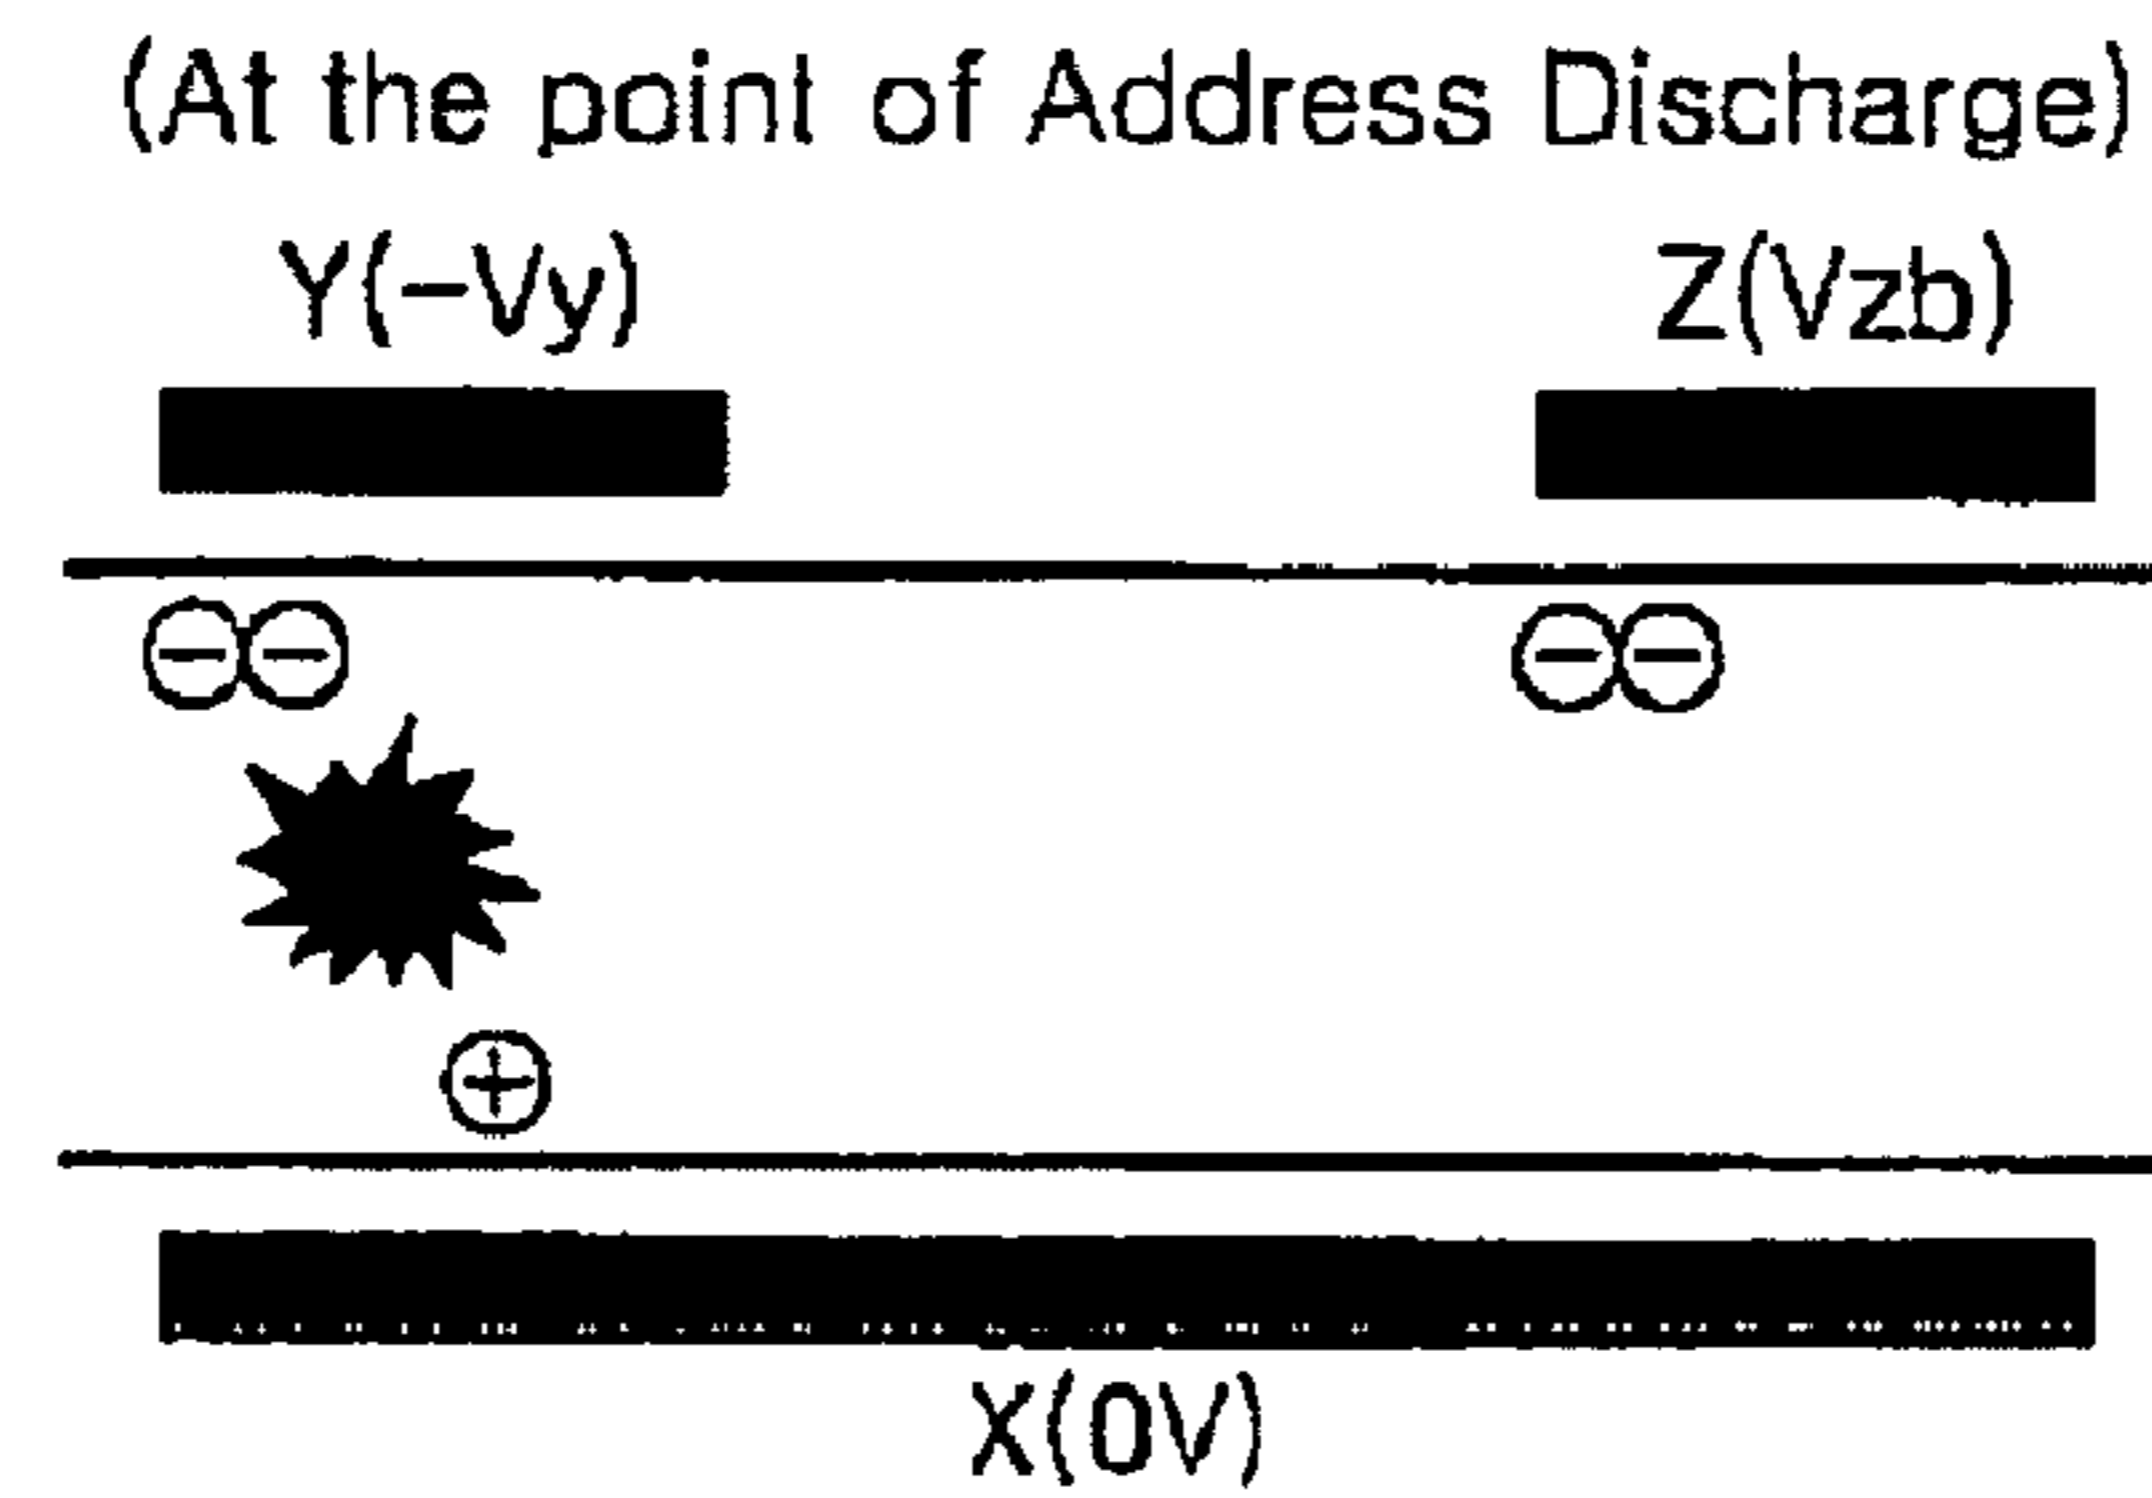 (At the point of Address Discharge)
Y(−Vy) Z(Vzb)
− − − −
+
X(0V)